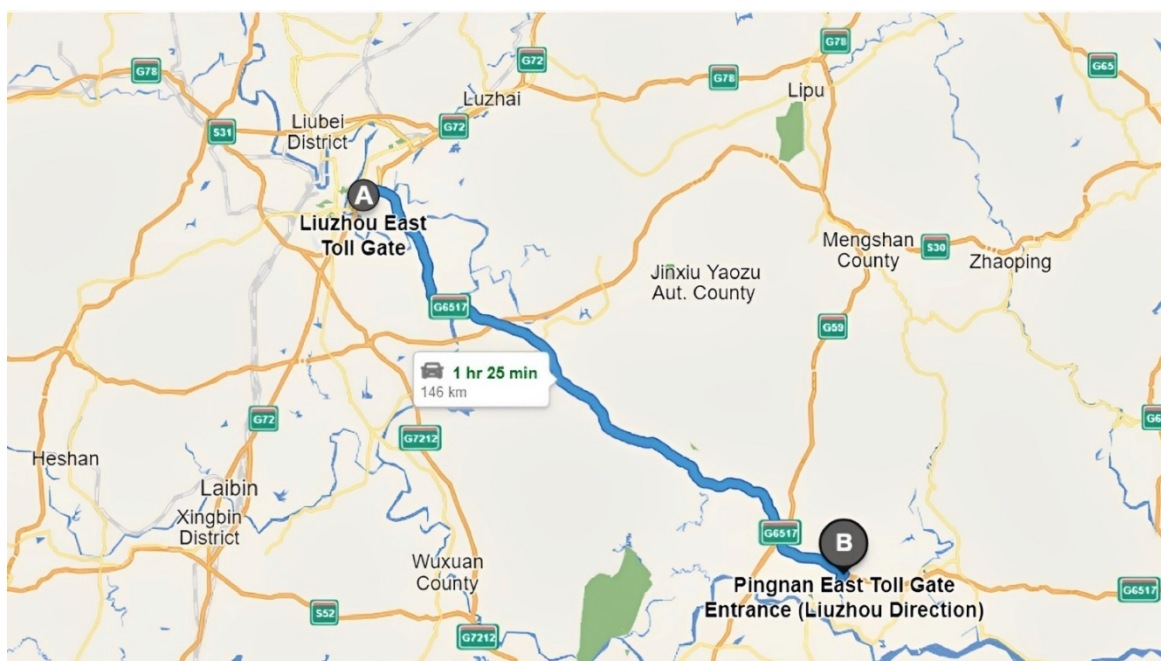 G78
G72
G78
G78
G65
Lipu
Luzhai
Liubei
District
S31
G72
A
Liuzhou East
Toll Gate
Mengshan
County
S30
Zhaoping
Jinxiu Yaozu
Aut. County
G6517
G59
1 hr 25 min
146 km
G72
G7212
Heshan
Laibin
Xingbin
District
G6517
B
Wuxuan
County
Pingnan East Toll Gate
Entrance (Liuzhou Direction)
G6517
S52
G7212